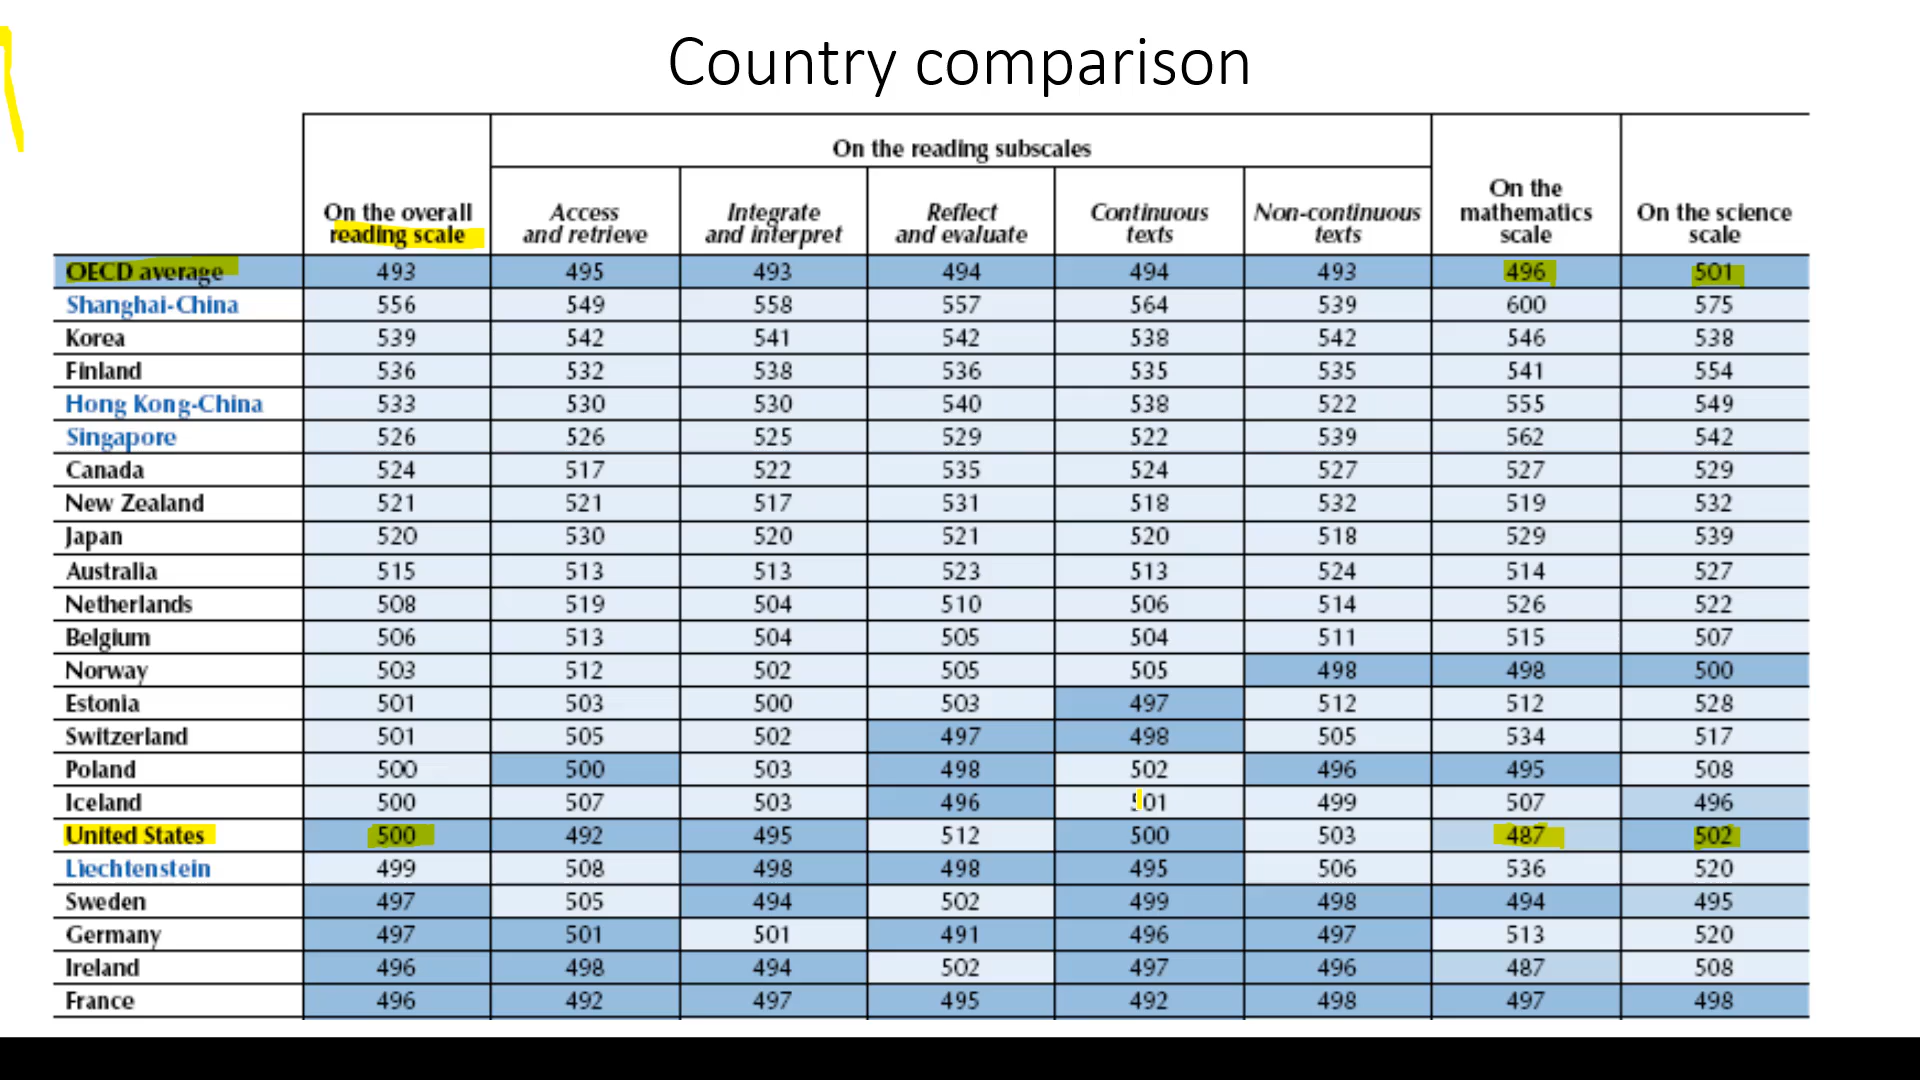 Country comparison
On the overall reading scale
On the reading subscales
Access and retrieve
Integrate and interpret
Reflect and evaluate
Continuous texts
Non-continuous texts
On the mathematics scale
On the science scale
OECD average 493 495 493 494 494 493 496 501
Shanghai-China 556 549 558 557 564 539 600 575
Korea 539 542 541 542 538 542 546 538
Finland 536 532 538 536 535 535 541 554
Hong Kong-China 533 530 530 540 538 522 555 549
Singapore 526 526 525 529 522 539 562 542
Canada 524 517 522 535 524 527 527 529
New Zealand 521 521 517 531 518 532 519 532
Japan 520 530 520 521 520 518 529 539
Australia 515 513 513 523 513 524 514 527
Netherlands 508 519 504 510 506 514 526 522
Belgium 506 513 504 505 504 511 515 507
Norway 503 512 502 505 505 498 498 500
Estonia 501 503 500 503 497 512 512 528
Switzerland 501 505 502 497 498 505 534 517
Poland 500 500 503 498 502 496 495 508
Iceland 500 507 503 496 501 499 507 496
United States 500 492 495 512 500 503 487 502
Liechtenstein 499 508 498 498 495 506 536 520
Sweden 497 505 494 502 499 498 494 495
Germany 497 501 501 491 496 497 513 520
Ireland 496 498 494 502 497 496 487 508
France 496 492 497 495 492 498 497 498